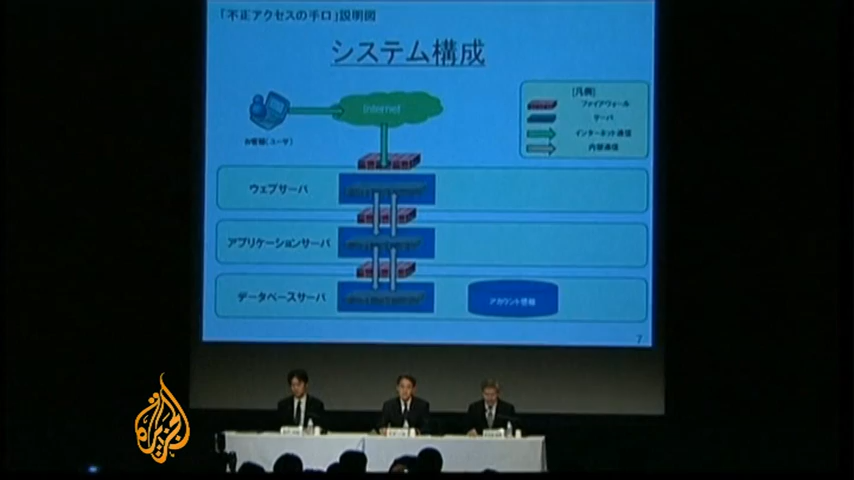 「不正アクセスの手口」説明図
システム構成
[凡例]
ファイアウォール
サーバ
インターネット通信
内部通信
Internet
お客様(ユーザ)
ウェブサーバ
アプリケーションサーバ
データベースサーバ
アカウント情報
7
الجزيرة